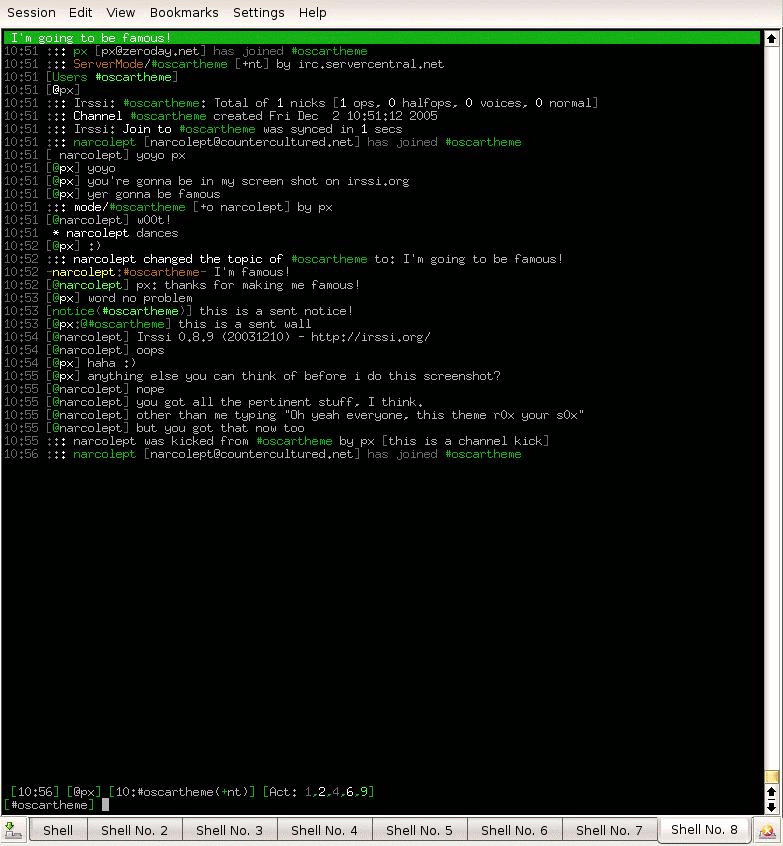 Session Edit View Bookmarks Settings Help
I'm going to be famous!
10:51 ::: px [px@zeroday.net] has joined #oscartheme
10:51 ::: ServerMode/#oscartheme [+nt] by irc.servercentral.net
10:51 [Users #oscartheme]
10:51 [@px]
10:51 ::: Irssi: #oscartheme: Total of 1 nicks [1 ops, 0 halfops, 0 voices, 0 normal]
10:51 ::: Channel #oscartheme created Fri Dec  2 10:51:12 2005
10:51 ::: Irssi: Join to #oscartheme was synced in 1 secs
10:51 ::: narcolept [narcolept@countercultured.net] has joined #oscartheme
10:51 [ narcolept] yoyo px
10:51 [@px] yoyo
10:51 [@px] you're gonna be in my screen shot on irssi.org
10:51 [@px] yer gonna be famous
10:51 ::: mode/#oscartheme [+o narcolept] by px
10:51 [@narcolept] w00t!
10:51  * narcolept dances
10:52 [@px] :)
10:52 ::: narcolept changed the topic of #oscartheme to: I'm going to be famous!
10:52 -narcolept:#oscartheme- I'm famous!
10:52 [@narcolept] px: thanks for making me famous!
10:53 [@px] word no problem
10:53 [notice(#oscartheme)] this is a sent notice!
10:53 [@px:@#oscartheme] this is a sent wall
10:54 [@narcolept] Irssi 0.8.9 (20031210) - http://irssi.org/
10:54 [@narcolept] oops
10:54 [@px] haha :)
10:55 [@px] anything else you can think of before i do this screenshot?
10:55 [@narcolept] nope
10:55 [@narcolept] you got all the pertinent stuff, I think.
10:55 [@narcolept] other than me typing "Oh yeah everyone, this theme r0x your s0x"
10:55 [@narcolept] but you got that now too
10:55 ::: narcolept was kicked from #oscartheme by px [this is a channel kick]
10:56 ::: narcolept [narcolept@countercultured.net] has joined #oscartheme
[10:56] [@px] [10:#oscartheme(+nt)] [Act: 1,2,4,6,9]
[#oscartheme]
Shell Shell No. 2 Shell No. 3 Shell No. 4 Shell No. 5 Shell No. 6 Shell No. 7 Shell No. 8